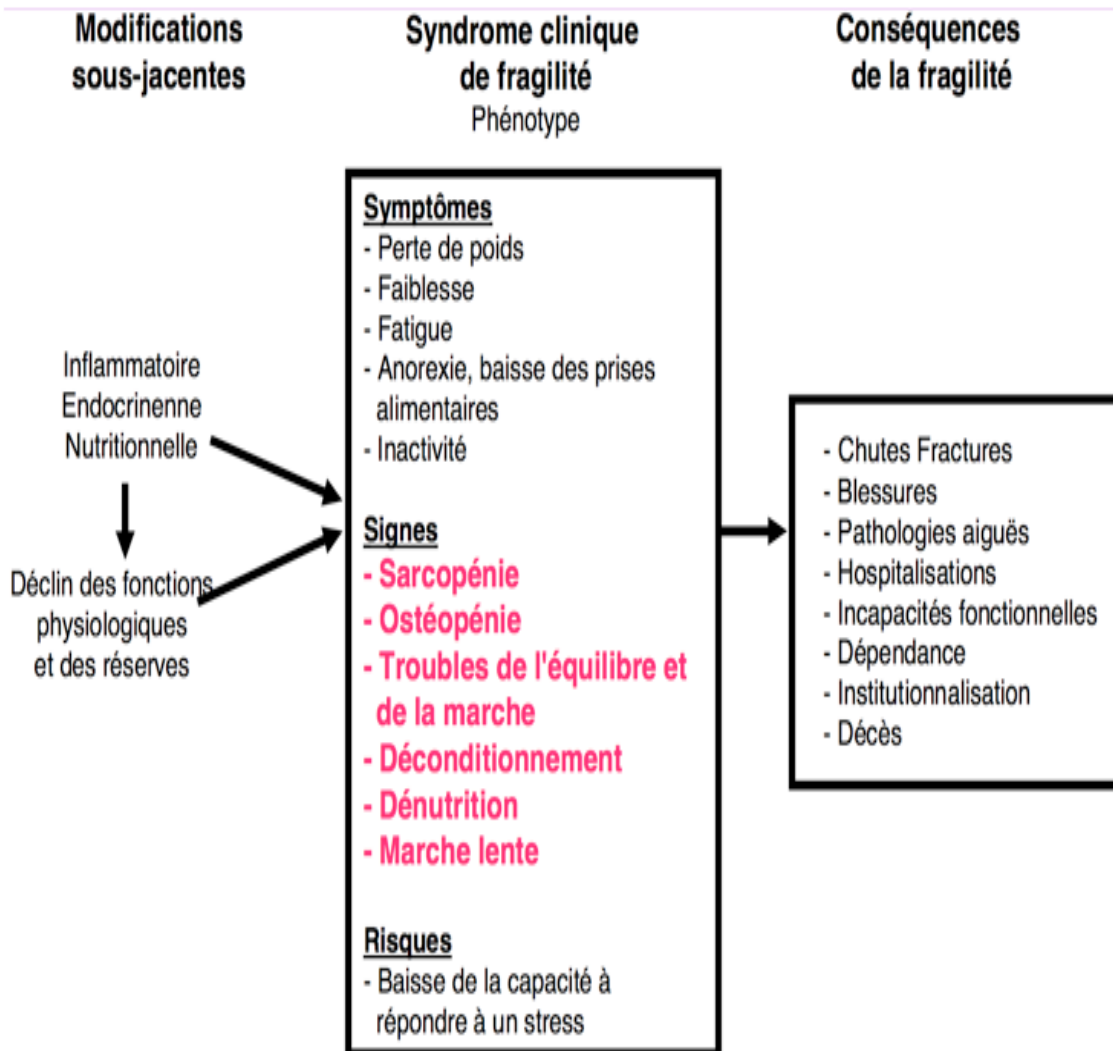 Modifications
sous-jacentes
Syndrome clinique
de fragilité
Phénotype
Conséquences
de la fragilité
Inflammatoire
Endocrinenne
Nutritionnelle
Déclin des fonctions
physiologiques
et des réserves
Symptômes
- Perte de poids
- Faiblesse
- Fatigue
- Anorexie, baisse des prises
alimentaires
- Inactivité
Signes
- Sarcopénie
- Ostéopénie
- Troubles de l'équilibre et
de la marche
- Déconditionnement
- Dénutrition
- Marche lente
Risques
- Baisse de la capacité à
répondre à un stress
- Chutes Fractures
- Blessures
- Pathologies aiguës
- Hospitalisations
- Incapacités fonctionnelles
- Dépendance
- Institutionnalisation
- Décès